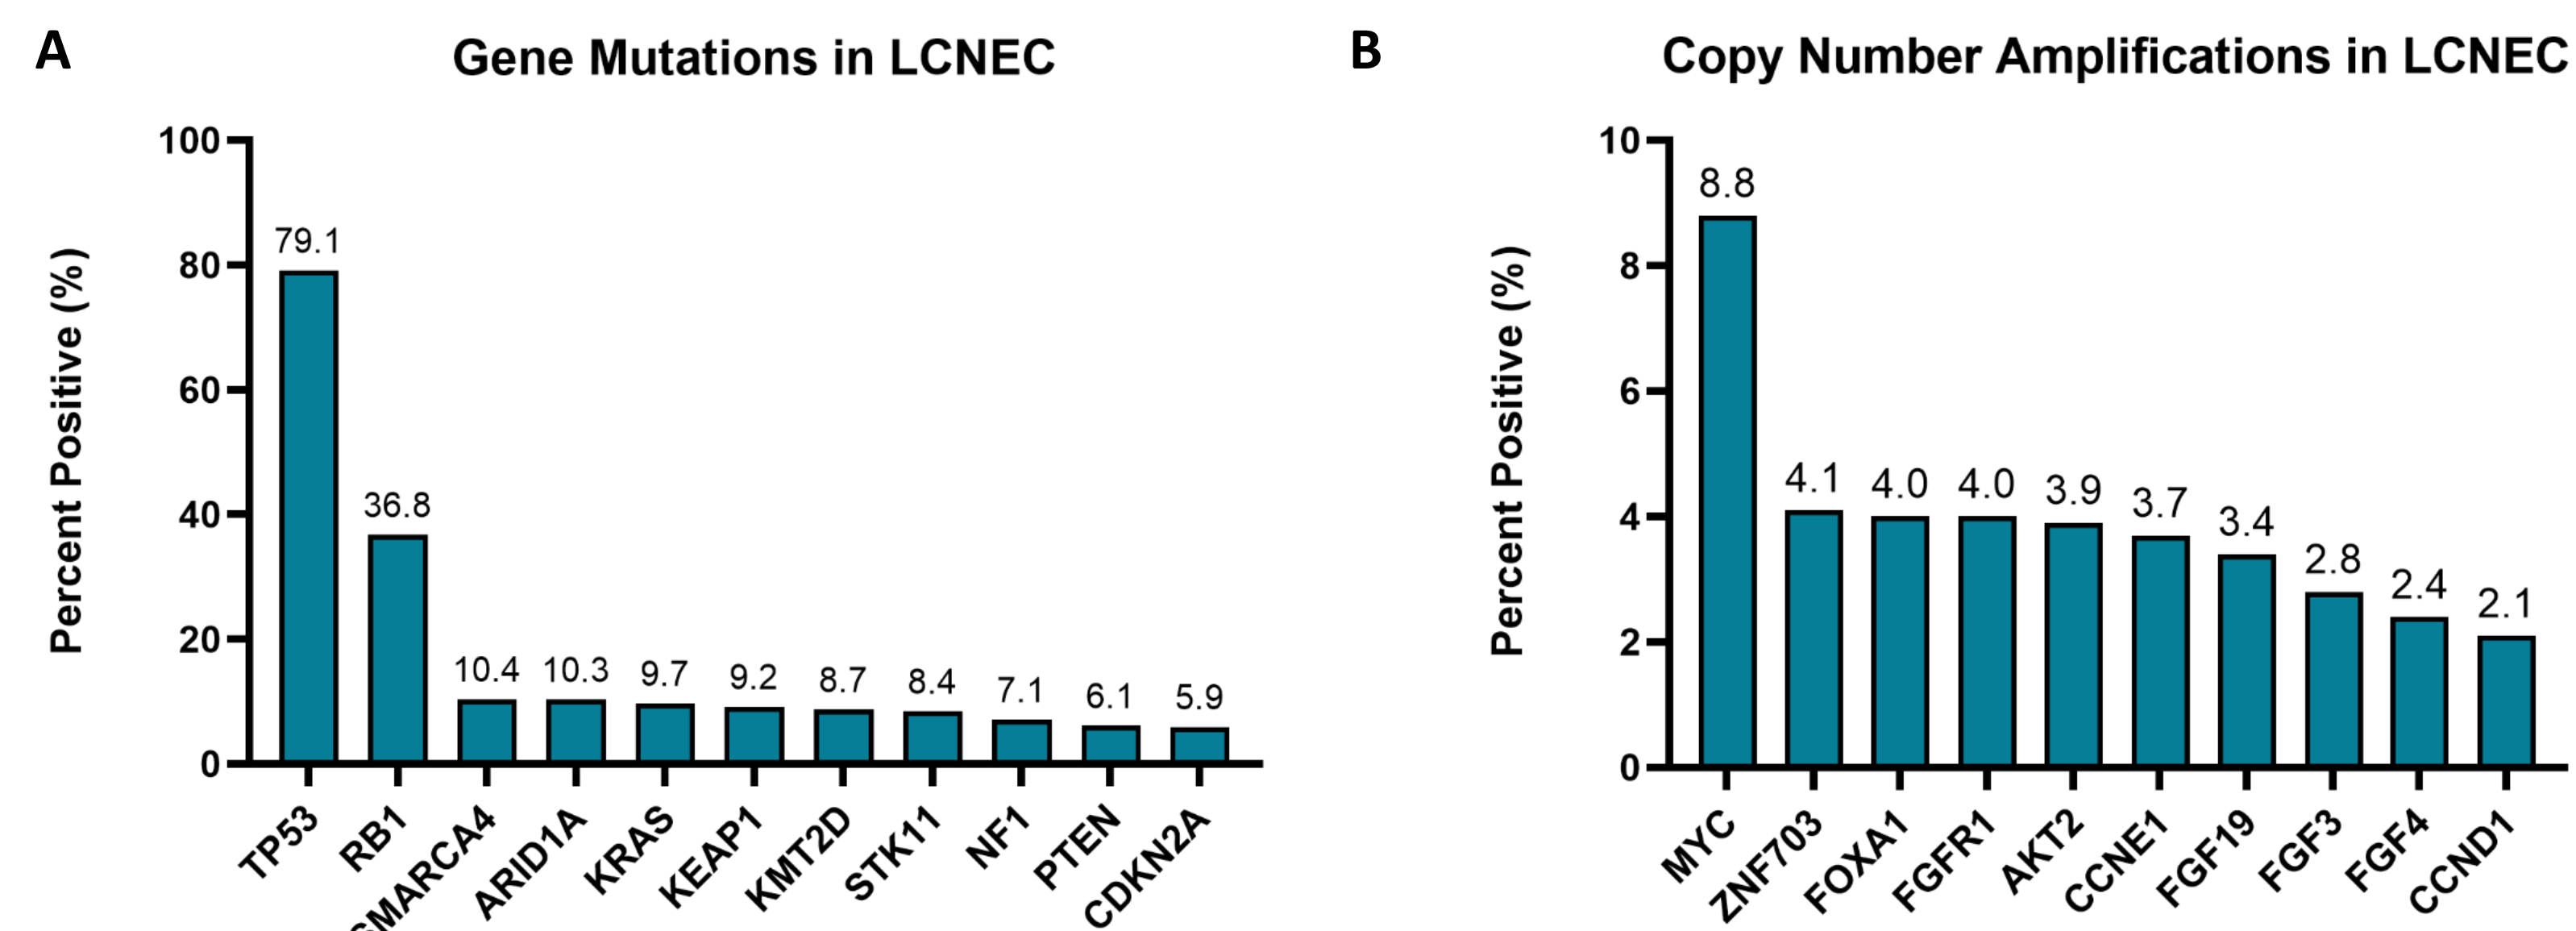 A
Gene Mutations in LCNEC
Percent Positive (%)
100
80
60
40
20
0
79.1
36.8
10.4
10.3
9.7
9.2
8.7
8.4
7.1
6.1
5.9
TP53
RB1
SMARCA4
ARID1A
KRAS
KEAP1
KMT2D
STK11
NF1
PTEN
CDKN2A
B
Copy Number Amplifications in LCNEC
Percent Positive (%)
10
8
6
4
2
0
8.8
4.1
4.0
4.0
3.9
3.7
3.4
2.8
2.4
2.1
MYC
ZNF703
FOXA1
FGFR1
AKT2
CCNE1
FGF19
FGF3
FGF4
CCND1